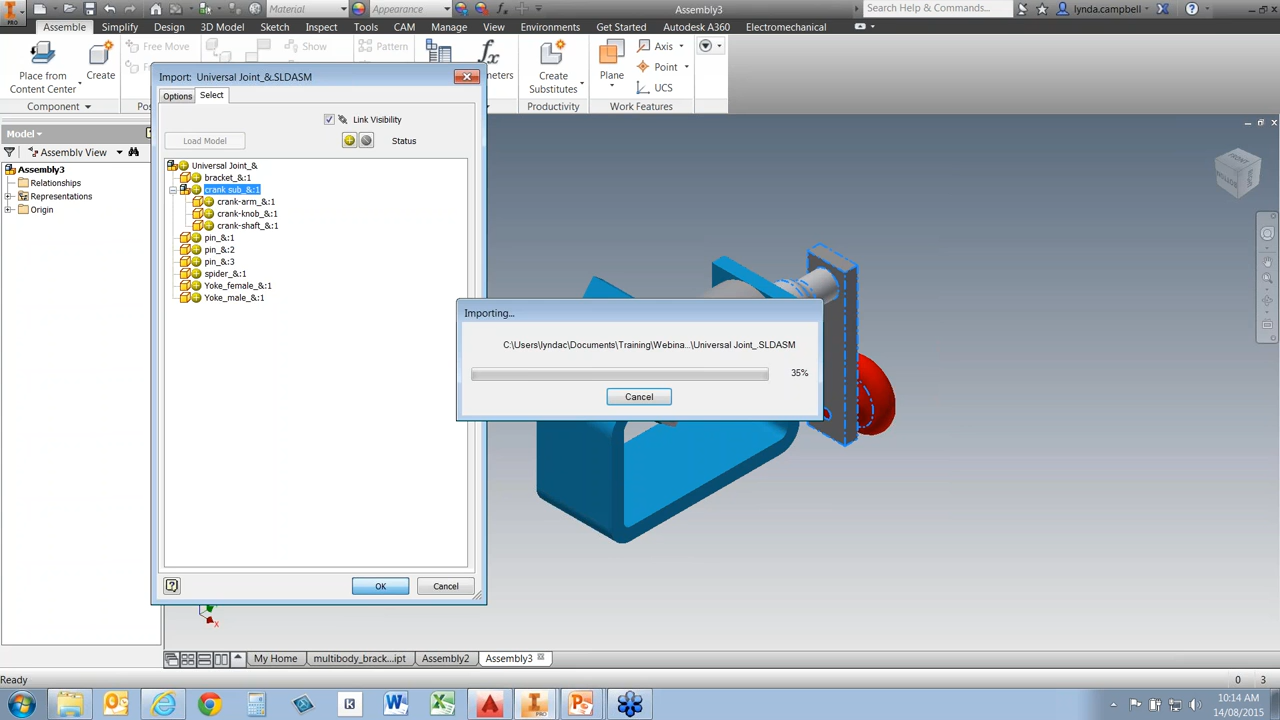 PRO
Material
Appearance
Assembly3
Search Help & Commands...
lynda.campbell
Assemble Simplify Design 3D Model Sketch Inspect Tools Manage View Environments Get Started Autodesk A360 Electromechanical
CAM
Place from
Content Center
Create
Free Move
Show
Pattern
Create
Substitutes
Plane
Axis
Point
UCS
Component
Productivity
Work Features
Import: Universal Joint_&.SLDASM
Options
Select
Link Visibility
Load Model
Status
Universal Joint_&
bracket_&:1
crank sub_&:1
crank-arm_&:1
crank-knob_&:1
crank-shaft_&:1
pin_&:1
pin_&:2
pin_&:3
spider_&:1
Yoke_female_&:1
Yoke_male_&:1
OK
Cancel
Model
Assembly View
Assembly3
Relationships
Representations
Origin
Importing...
C:\Users\lyndac\Documents\Training\Webina...\Universal Joint_.SLDASM
35%
Cancel
FRONT
BOTTOM
X
My Home
multibody_brack...ipt
Assembly2
Assembly3
Ready
0 3
10:14 AM
14/08/2015